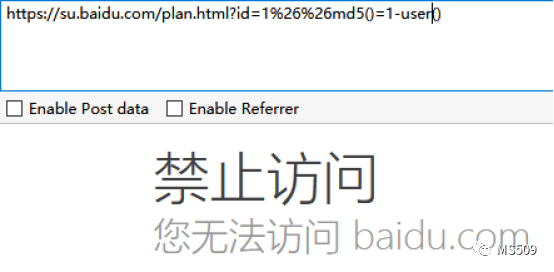 https://su.baidu.com/plan.html?id=1%26%26md5()=1-user()
Enable Post data Enable Referrer
禁止访问
您无法访问 baidu.com
MS509